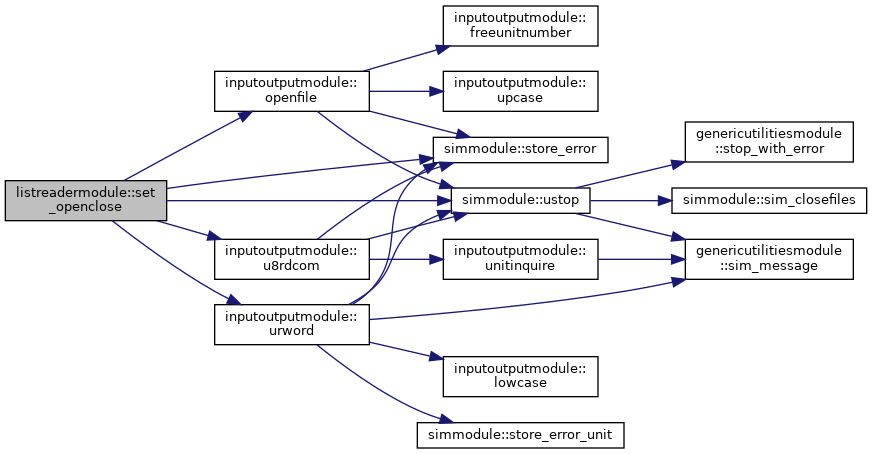 listreadermodule::set
_openclose
inputoutputmodule::
openfile
inputoutputmodule::
u8rdcom
inputoutputmodule::
urword
inputoutputmodule::
freeunitnumber
inputoutputmodule::
upcase
simmodule::store_error
simmodule::ustop
inputoutputmodule::
unitinquire
inputoutputmodule::
lowcase
simmodule::store_error_unit
genericutilitiesmodule
::stop_with_error
simmodule::sim_closefiles
genericutilitiesmodule
::sim_message